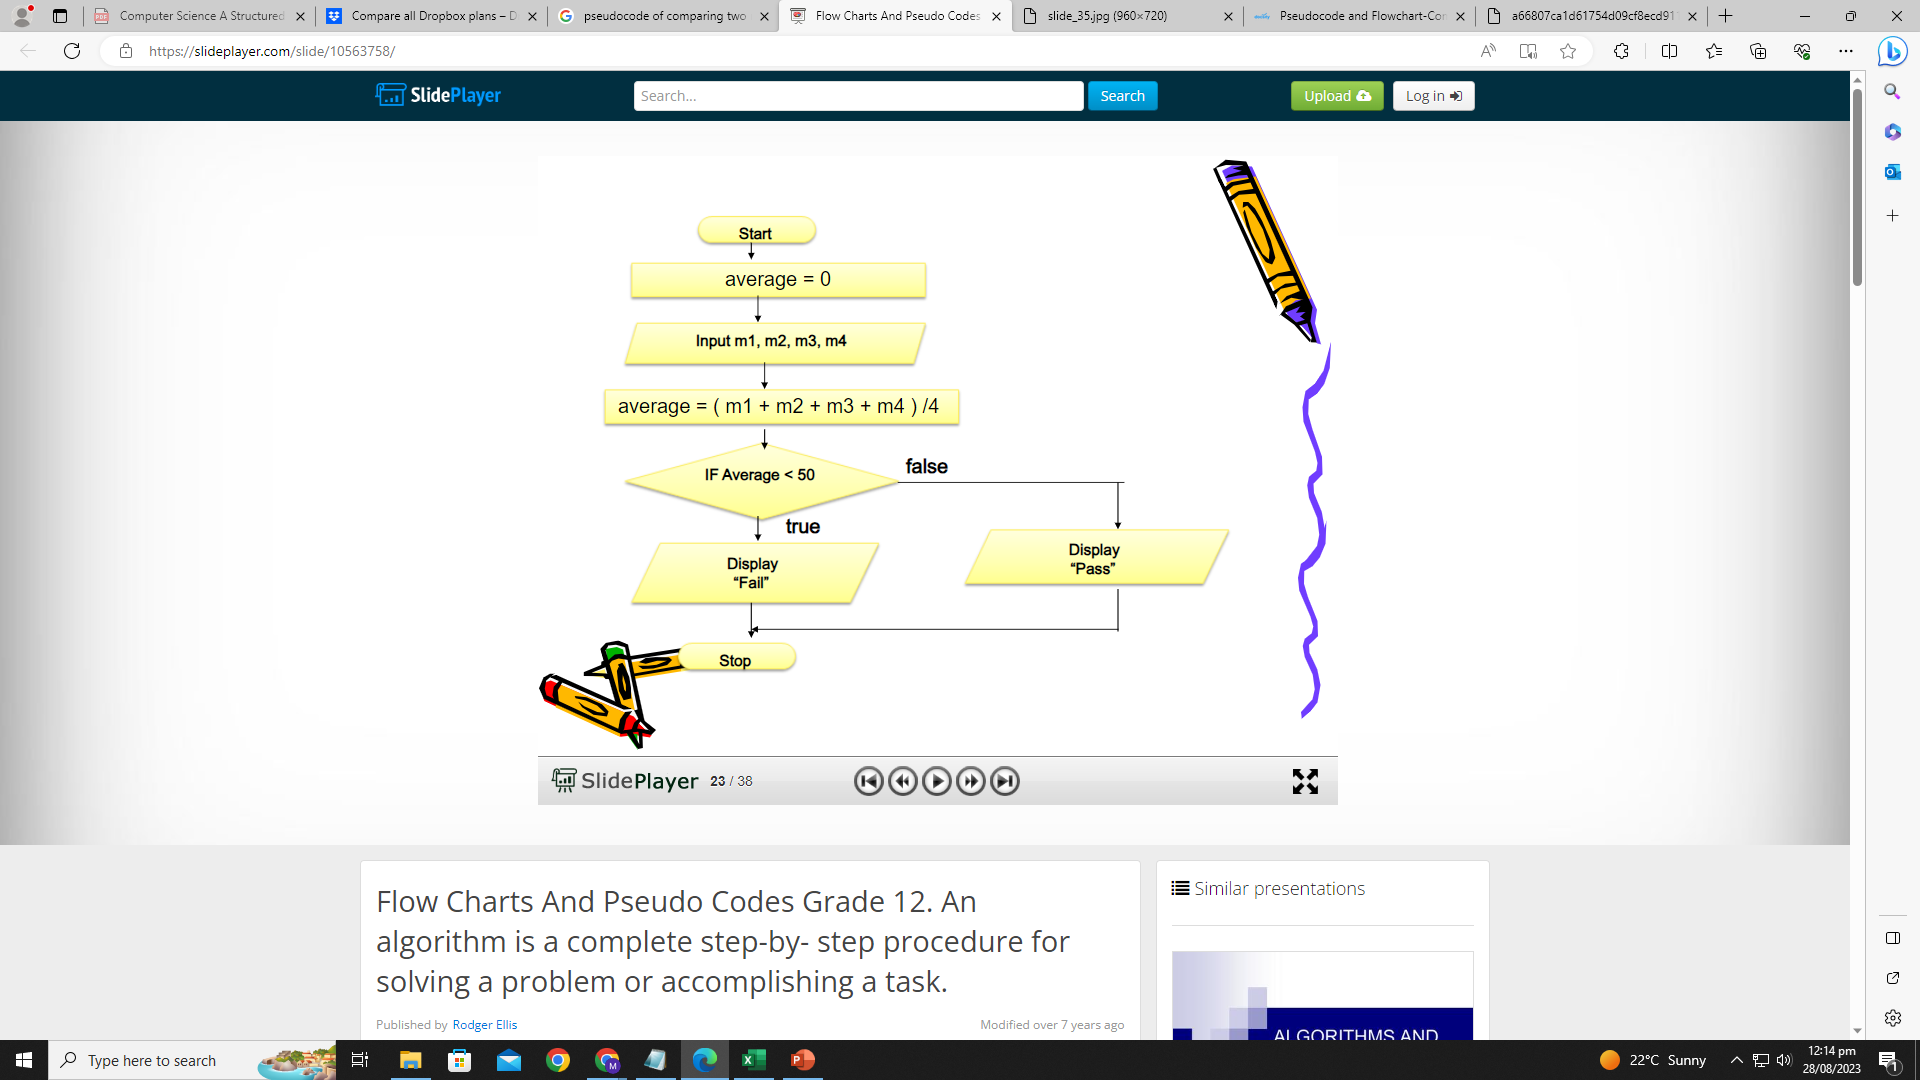 Computer Science A Structured
Compare all Dropbox plans – D
pseudocode of comparing two
Flow Charts And Pseudo Codes
slide_35.jpg (960×720)
Pseudocode and Flowchart-Con
a66807ca1d61754d09cf8ecd91
https://slideplayer.com/slide/10563758/
SlidePlayer
Search...
Search
Upload
Log in
Start
average = 0
Input m1, m2, m3, m4
average = ( m1 + m2 + m3 + m4 ) /4
IF Average < 50
false
true
Display
“Fail”
Display
“Pass”
Stop
SlidePlayer 23 / 38
Flow Charts And Pseudo Codes Grade 12. An
algorithm is a complete step-by- step procedure for
solving a problem or accomplishing a task.
Published by Rodger Ellis
Modified over 7 years ago
Similar presentations
ALGORITHMS AND
Type here to search
22°C Sunny
12:14 pm
28/08/2023
1